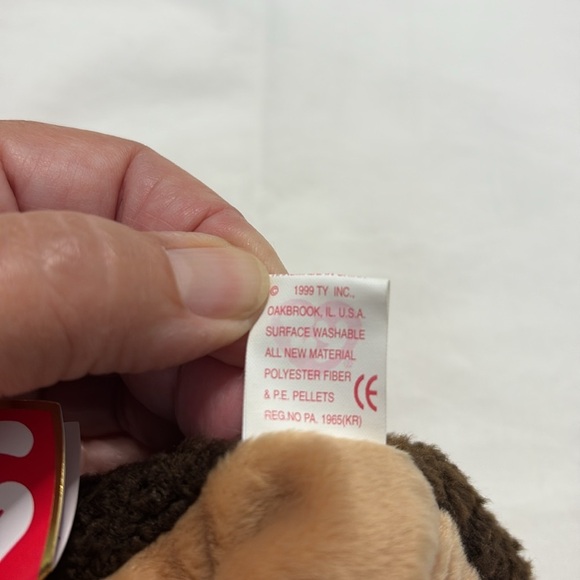 © 1999 TY INC.,
OAKBROOK, IL. U.S.A.
SURFACE WASHABLE
ALL NEW MATERIAL
POLYESTER FIBER
& P.E. PELLETS
REG.NO PA. 1965(KR)
CE